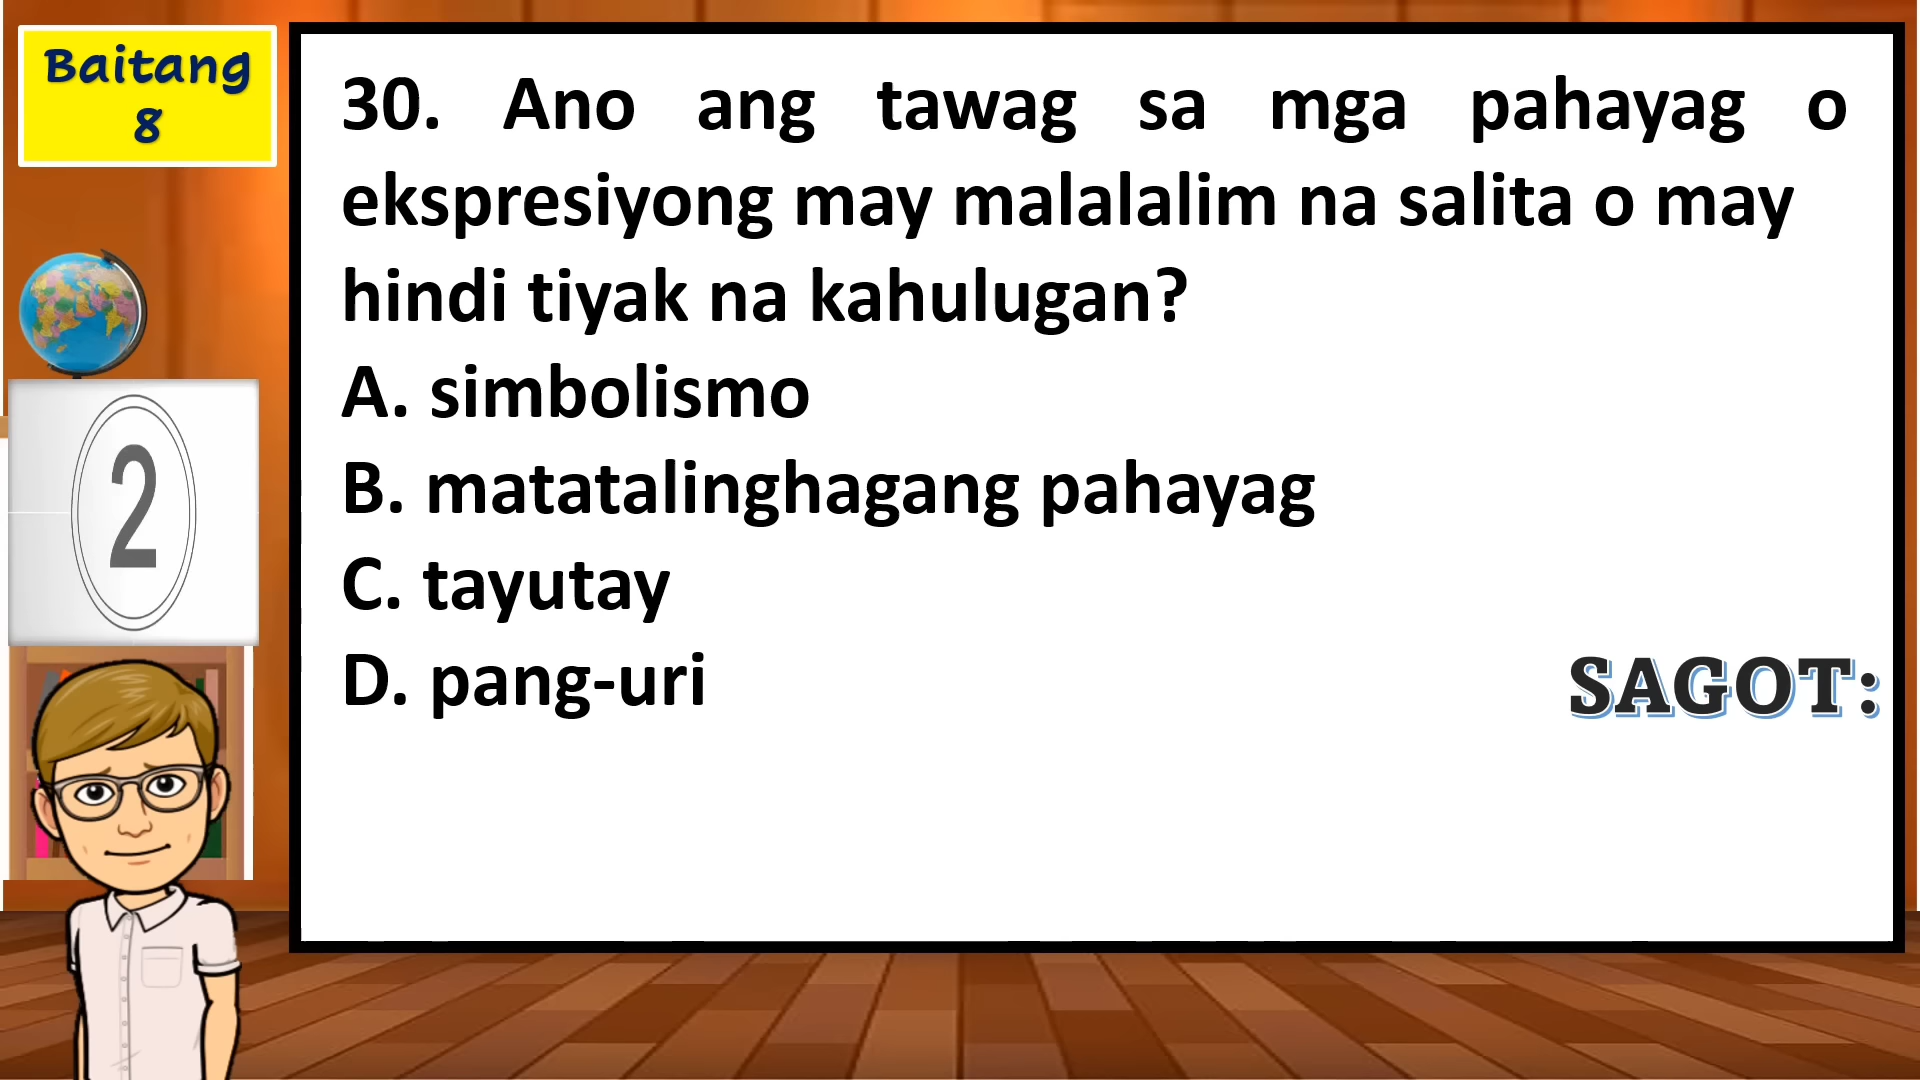 Baitang
8
30. Ano ang tawag sa mga pahayag o
ekspresiyong may malalalim na salita o may
hindi tiyak na kahulugan?
A. simbolismo
B. matatalinghagang pahayag
C. tayutay
D. pang-uri
SAGOT:
2